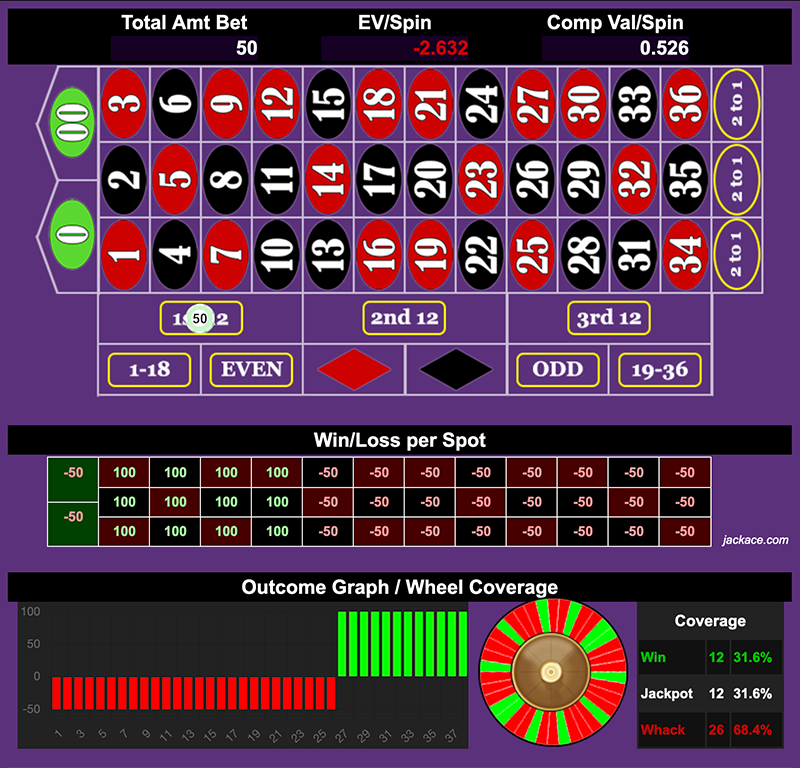 Total Amt Bet EV/Spin Comp Val/Spin
50 -2.632 0.526
00 3 6 9 12 15 18 21 24 27 30 33 36 2 to 1
2 5 8 11 14 17 20 23 26 29 32 35 2 to 1
0 1 4 7 10 13 16 19 22 25 28 31 34 2 to 1
50 2nd 12 3rd 12
1-18 EVEN ODD 19-36
Win/Loss per Spot
-50 100 100 100 100 -50 -50 -50 -50 -50 -50 -50 -50
100 100 100 100 -50 -50 -50 -50 -50 -50 -50 -50
-50 100 100 100 100 -50 -50 -50 -50 -50 -50 -50 -50
jackace.com
Outcome Graph / Wheel Coverage
100
50
0
-50
1 3 5 7 9 11 13 15 17 19 21 23 25 27 29 31 33 35 37
Coverage
Win 12 31.6%
Jackpot 12 31.6%
Whack 26 68.4%